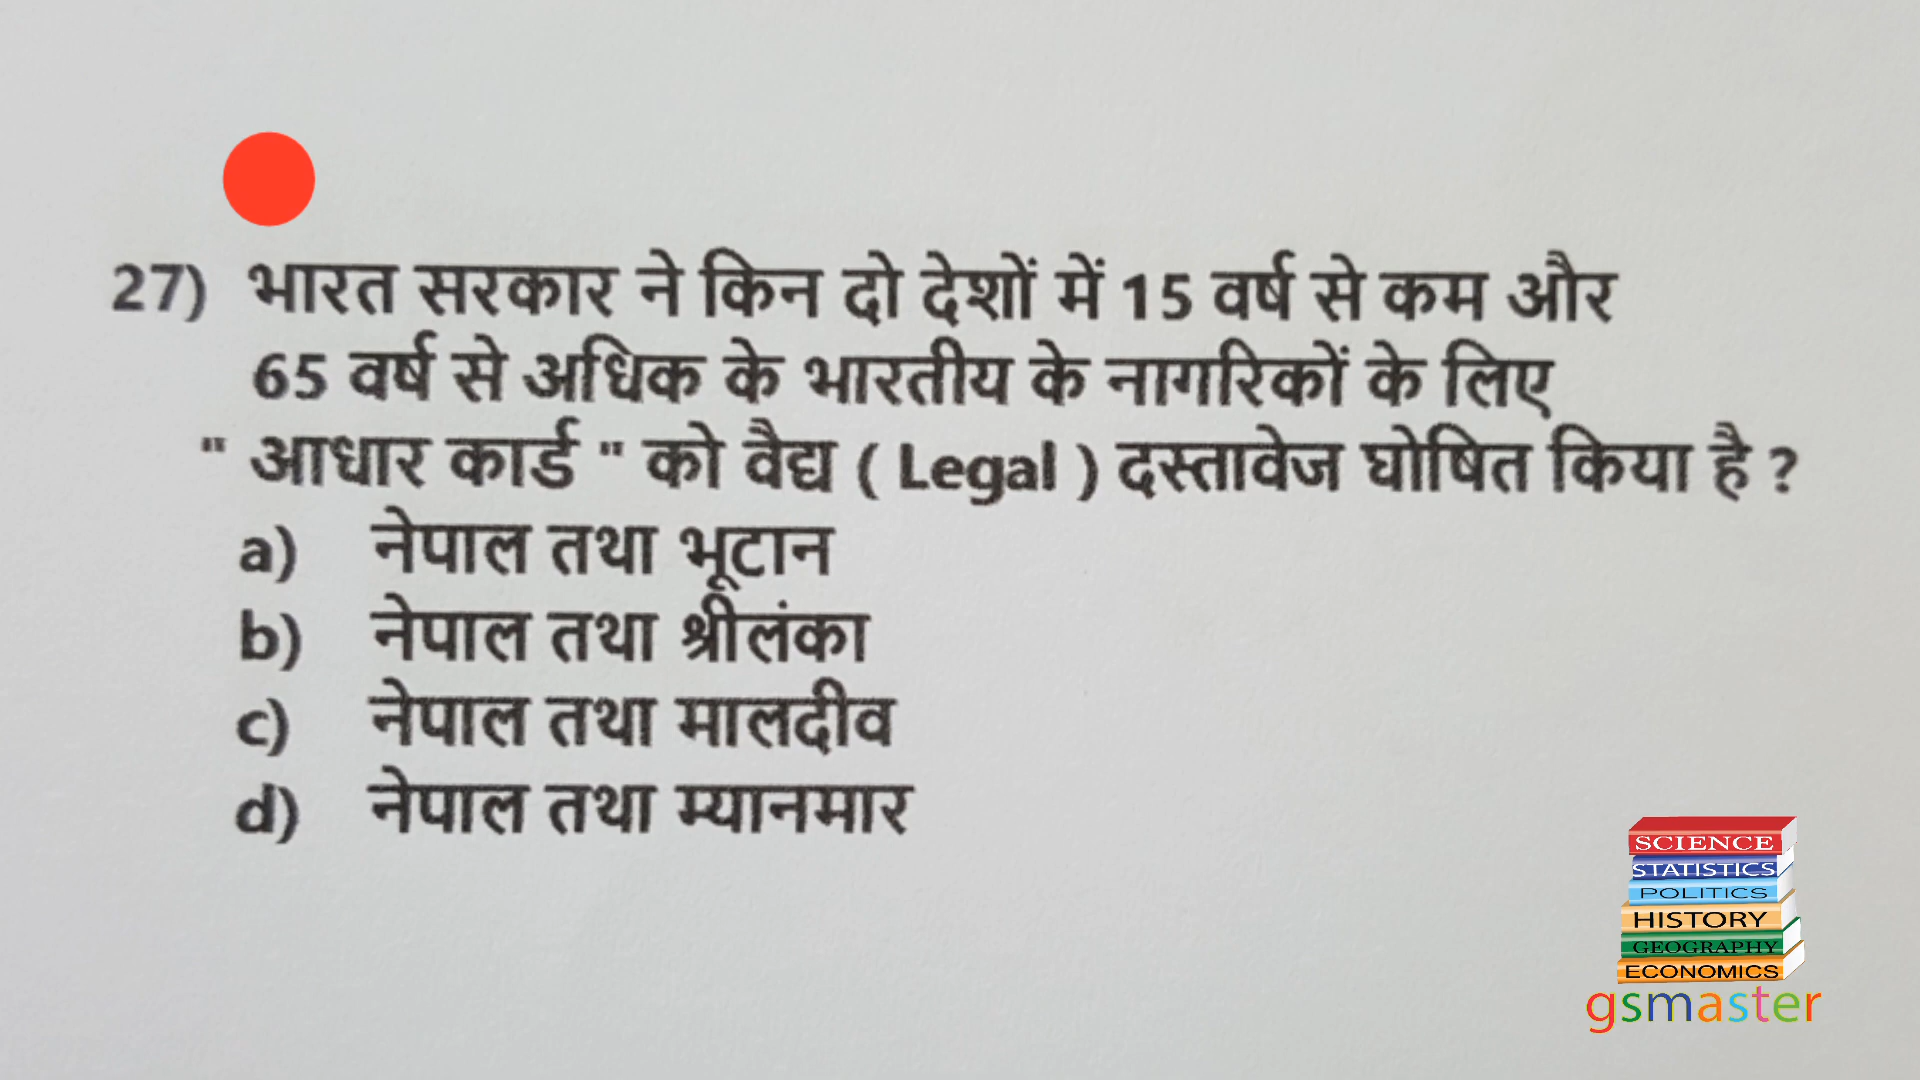 27) भारत सरकार ने किन दो देशों में 15 वर्ष से कम और
65 वर्ष से अधिक के भारतीय के नागरिकों के लिए
" आधार कार्ड " को वैद्य ( Legal ) दस्तावेज घोषित किया है ?
a) नेपाल तथा भूटान
b) नेपाल तथा श्रीलंका
c) नेपाल तथा मालदीव
d) नेपाल तथा म्यानमार
SCIENCE
STATISTICS
POLITICS
HISTORY
GEOGRAPHY
ECONOMICS
gsmaster